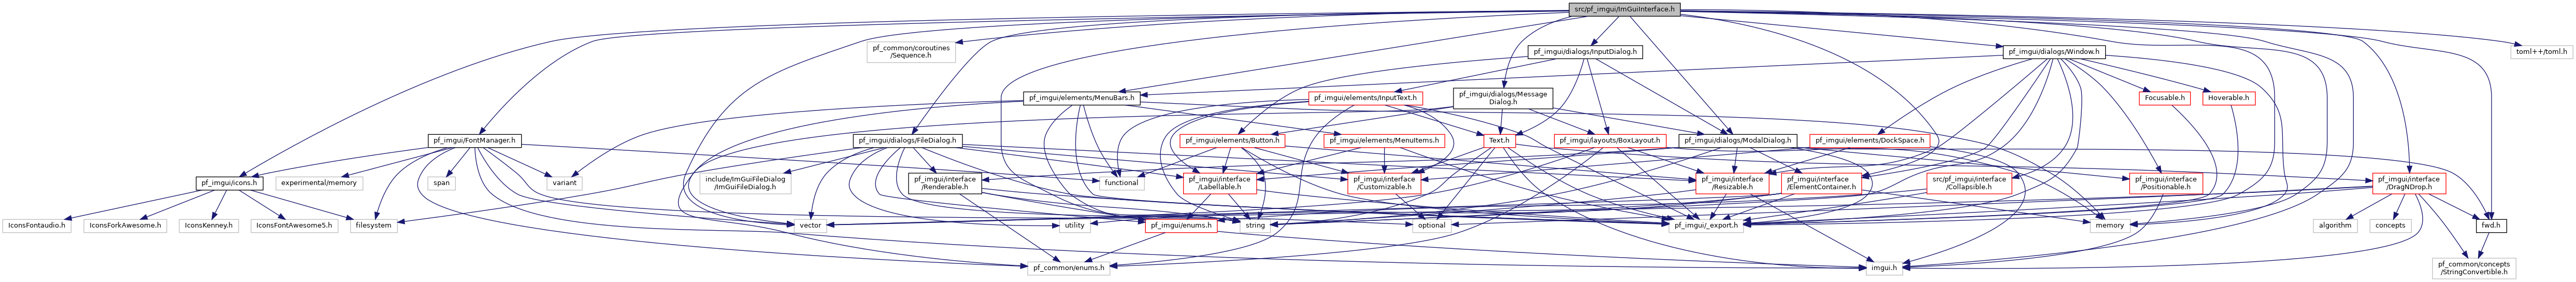 src/pf_imgui/ImGuiInterface.h
pf_common/coroutines
/Sequence.h
pf_imgui/dialogs/InputDialog.h
pf_imgui/dialogs/Window.h
toml++/toml.h
pf_imgui/elements/MenuBars.h
pf_imgui/elements/InputText.h
pf_imgui/dialogs/Message
Dialog.h
Focusable.h
Hoverable.h
pf_imgui/FontManager.h
pf_imgui/dialogs/FileDialog.h
pf_imgui/elements/Button.h
pf_imgui/elements/MenuItems.h
Text.h
pf_imgui/layouts/BoxLayout.h
pf_imgui/dialogs/ModalDialog.h
pf_imgui/elements/DockSpace.h
pf_imgui/icons.h
experimental/memory
span
variant
include/ImGuiFileDialog
/ImGuiFileDialog.h
pf_imgui/interface
/Renderable.h
functional
pf_imgui/interface
/Labellable.h
pf_imgui/interface
/Customizable.h
pf_imgui/interface
/Resizable.h
pf_imgui/interface
/ElementContainer.h
src/pf_imgui/interface
/Collapsible.h
pf_imgui/interface
/Positionable.h
pf_imgui/interface
/DragNDrop.h
IconsFontaudio.h
IconsForkAwesome.h
IconsKenney.h
IconsFontAwesome5.h
filesystem
vector
utility
pf_imgui/enums.h
string
optional
pf_imgui/_export.h
memory
algorithm
concepts
fwd.h
pf_common/enums.h
imgui.h
pf_common/concepts
/StringConvertible.h